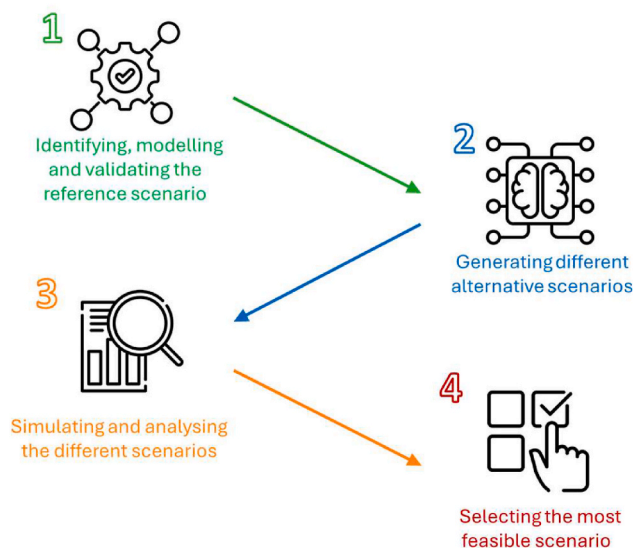 1
Identifying, modelling
and validating the
reference scenario
2
Generating different
alternative scenarios
3
Simulating and analysing
the different scenarios
4
Selecting the most
feasible scenario